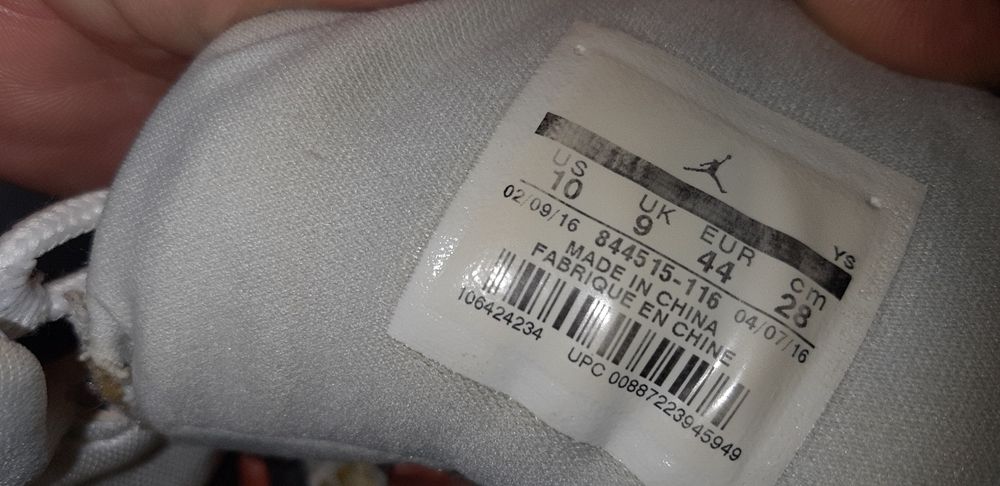 YS
US UK EUR cm
10 9 44 28
02/09/16 844515-116 04/07/16
MADE IN CHINA
FABRIQUE EN CHINE
106424234 UPC 00887223945949